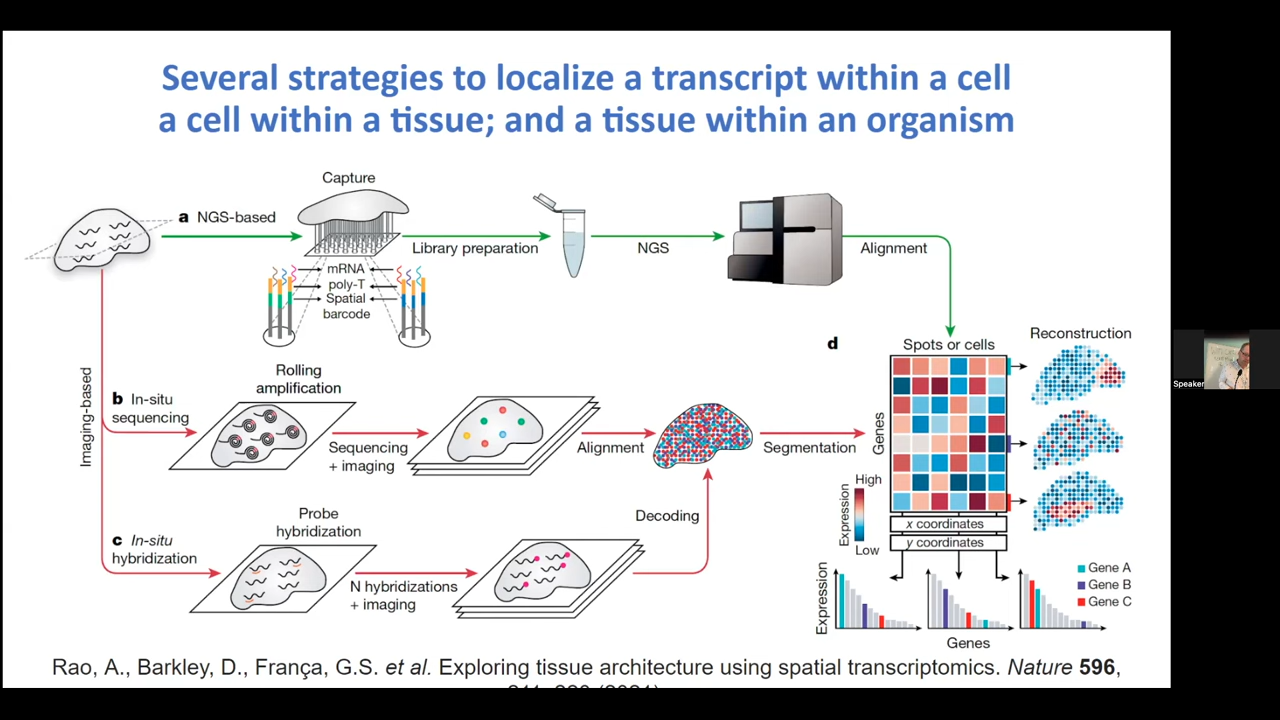 Several strategies to localize a transcript within a cell
a cell within a tissue; and a tissue within an organism
Capture
a NGS-based
Library preparation
NGS
Alignment
mRNA
poly-T
Spatial
barcode
Imaging-based
b In-situ
sequencing
Rolling
amplification
Sequencing
+ imaging
Alignment
Segmentation
c In-situ
hybridization
Probe
hybridization
N hybridizations
+ imaging
Decoding
d
Spots or cells
Reconstruction
Genes
High
Expression
Low
x coordinates
y coordinates
Expression
Genes
Gene A
Gene B
Gene C
Rao, A., Barkley, D., França, G.S. et al. Exploring tissue architecture using spatial transcriptomics. Nature 596,
Speaker